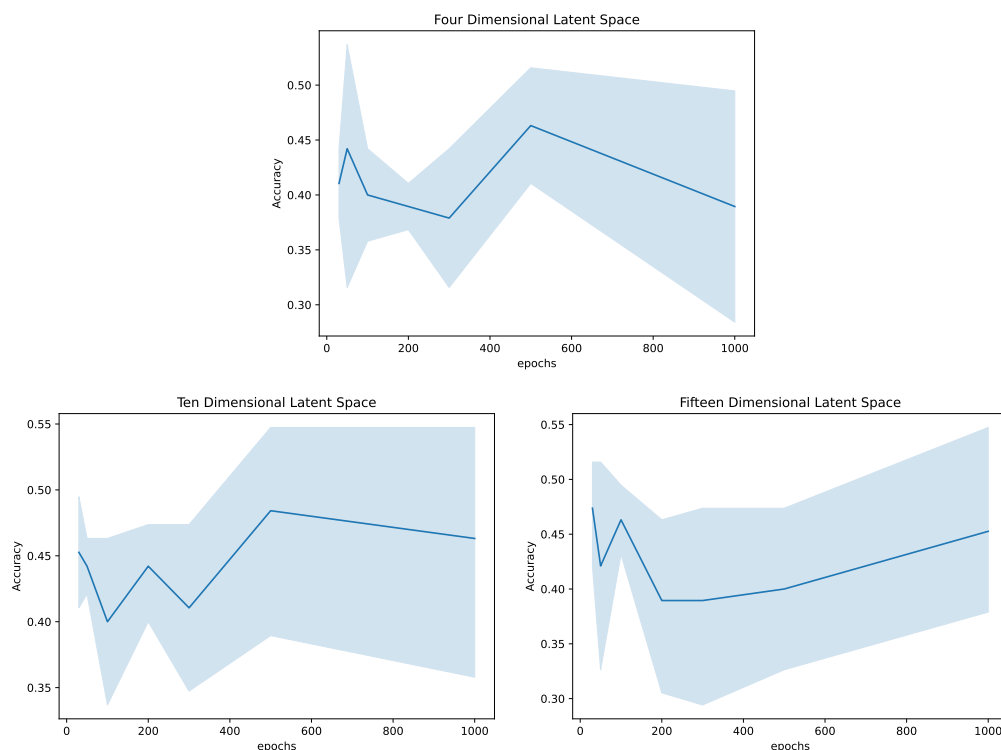 Four Dimensional Latent Space
Accuracy
0.50
0.45
0.40
0.35
0.30
0 200 400 600 800 1000
epochs
Ten Dimensional Latent Space
Accuracy
0.55
0.50
0.45
0.40
0.35
0 200 400 600 800 1000
epochs
Fifteen Dimensional Latent Space
Accuracy
0.55
0.50
0.45
0.40
0.35
0.30
0 200 400 600 800 1000
epochs